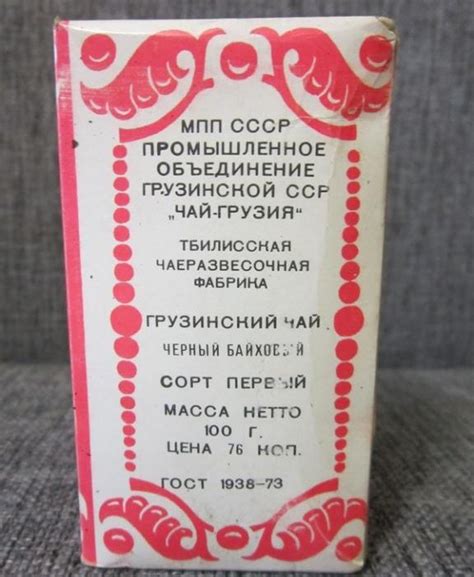 МПП СССР
ПРОМЫШЛЕННОЕ
ОБЪЕДИНЕНИЕ
ГРУЗИНСКОЙ ССР
„ЧАЙ-ГРУЗИЯ“
ТБИЛИССКАЯ
ЧАЕРАЗВЕСОЧНАЯ
ФАБРИКА
ГРУЗИНСКИЙ ЧАЙ
ЧЕРНЫЙ БАЙХОВЫЙ
СОРТ ПЕРВЫЙ
МАССА НЕТТО
100 Г.
ЦЕНА 76 КОП.
ГОСТ 1938-73